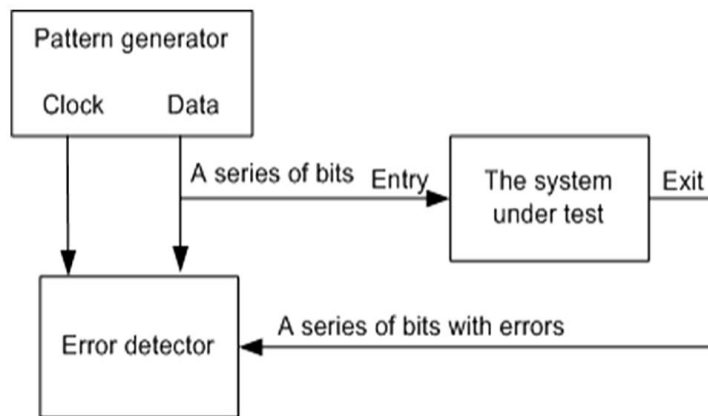 Pattern generator
Clock Data
A series of bits
Entry
The system
under test
Exit
A series of bits with errors
Error detector